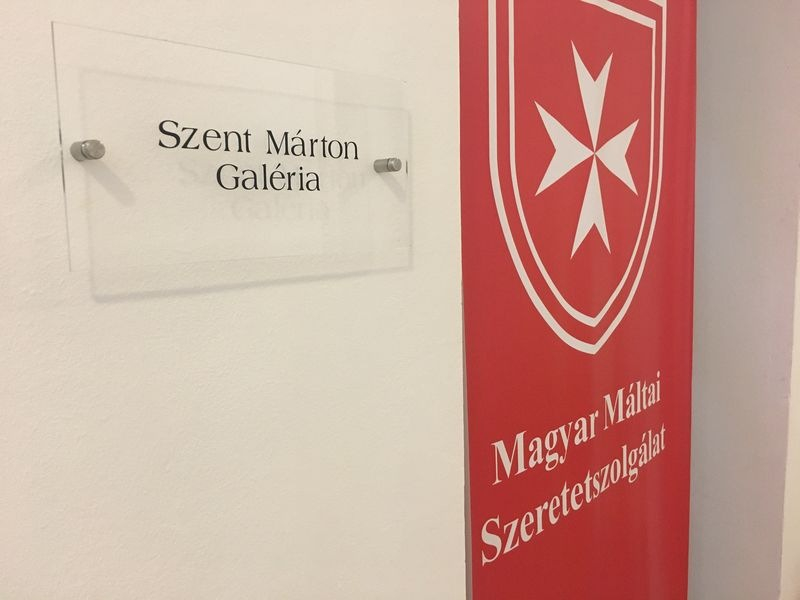 Szent Márton
Galéria
Magyar Máltai
Szeretetszolgálat